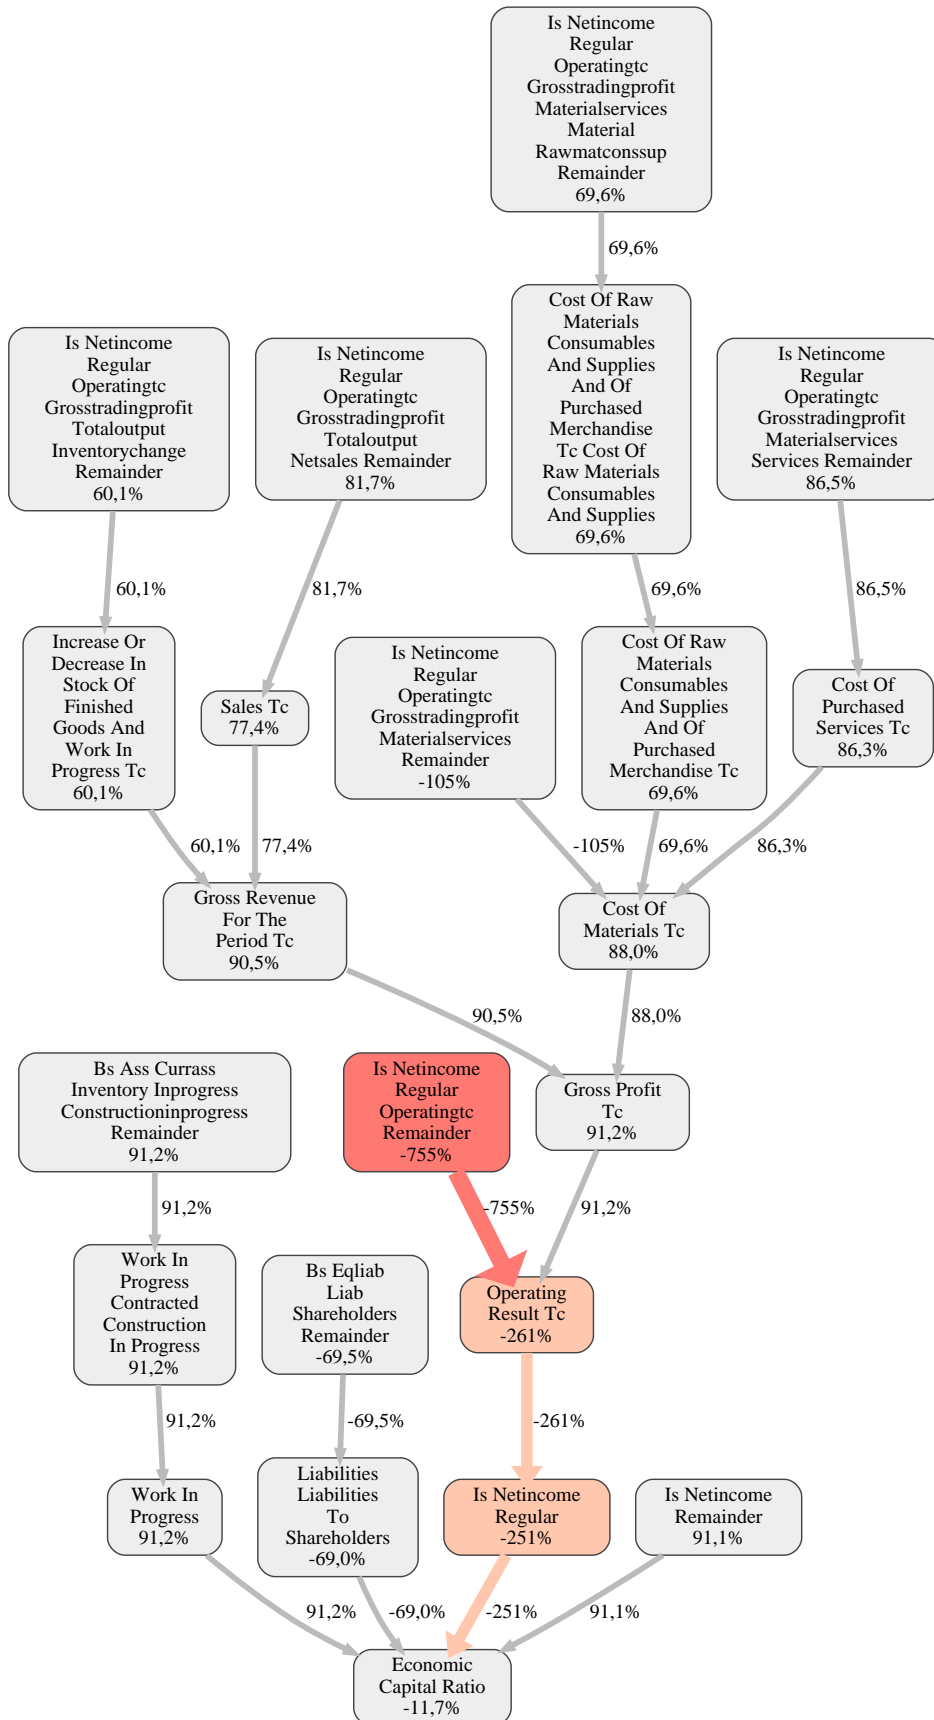 Is Netincome
Regular
Operatingtc
Grosstradingprofit
Materialservices
Material
Rawmatconssup
Remainder
69,6%
69,6%
Cost Of Raw
Materials
Consumables
And Supplies
And Of
Purchased
Merchandise
Tc Cost Of
Raw Materials
Consumables
And Supplies
69,6%
Is Netincome
Regular
Operatingtc
Grosstradingprofit
Totaloutput
Inventorychange
Remainder
60,1%
Is Netincome
Regular
Operatingtc
Grosstradingprofit
Totaloutput
Netsales Remainder
81,7%
Is Netincome
Regular
Operatingtc
Grosstradingprofit
Materialservices
Services Remainder
86,5%
60,1%
81,7%
69,6%
86,5%
Increase Or
Decrease In
Stock Of
Finished
Goods And
Work In
Progress Tc
60,1%
Sales Tc
77,4%
Is Netincome
Regular
Operatingtc
Grosstradingprofit
Materialservices
Remainder
-105%
Cost Of Raw
Materials
Consumables
And Supplies
And Of
Purchased
Merchandise Tc
69,6%
Cost Of
Purchased
Services Tc
86,3%
60,1%
77,4%
-105%
69,6%
86,3%
Gross Revenue
For The
Period Tc
90,5%
Cost Of
Materials Tc
88,0%
90,5%
88,0%
Bs Ass Currass
Inventory Inprogress
Constructioninprogress
Remainder
91,2%
Is Netincome
Regular
Operatingtc
Remainder
-755%
Gross Profit
Tc
91,2%
91,2%
-755%
91,2%
Work In
Progress
Contracted
Construction
In Progress
91,2%
Bs Eqliab
Liab
Shareholders
Remainder
-69,5%
Operating
Result Tc
-261%
91,2%
-69,5%
-261%
Work In
Progress
91,2%
Liabilities
Liabilities
To
Shareholders
-69,0%
Is Netincome
Regular
-251%
Is Netincome
Remainder
91,1%
91,2%
-69,0%
-251%
91,1%
Economic
Capital Ratio
-11,7%